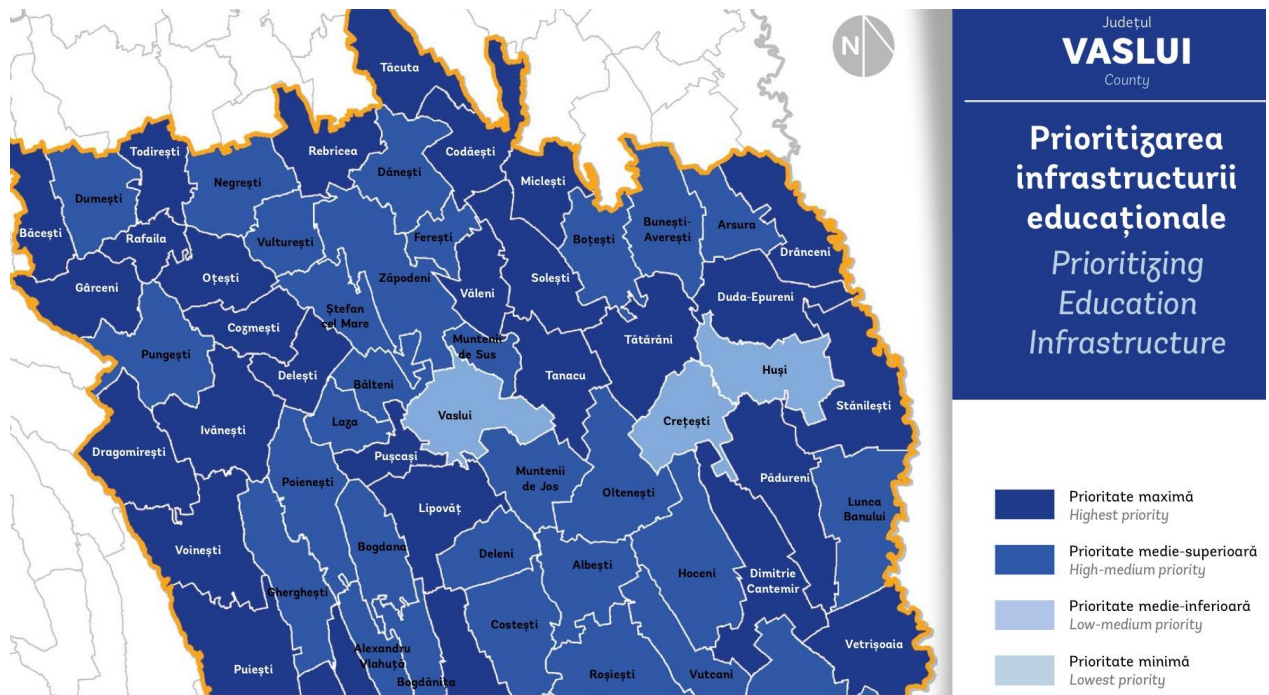 Județul
VASLUI
County
Prioritizarea
infrastructurii
educaționale
Prioritizing
Education
Infrastructure
N
Tăcuta
Todirești
Rebricea
Codăești
Dănești
Miclești
Negrești
Dumești
Bunești-
Averești
Arsura
Băcești
Rafaila
Vulturești
Ferești
Boțești
Drânceni
Gârceni
Oțești
Zăpodeni
Solești
Văleni
Duda-Epureni
Ștefan
cel Mare
Cozmești
Pungești
Muntenii
de Sus
Tătărăni
Delești
Bălteni
Tanacu
Huși
Stănilești
Vaslui
Laza
Crețești
Ivănești
Dragomirești
Pușcași
Muntenii
de Jos
Pădureni
Poienești
Oltenești
Lunca
Banului
Lipovăț
Voinești
Bogdana
Deleni
Albești
Hoceni
Dimitrie
Cantemir
Gherghești
Costești
Vetrișoaia
Alexandru
Vlahuță
Puiești
Bogdănița
Roșiești
Vutcani
Prioritate maximă
Highest priority
Prioritate medie-superioară
High-medium priority
Prioritate medie-inferioară
Low-medium priority
Prioritate minimă
Lowest priority